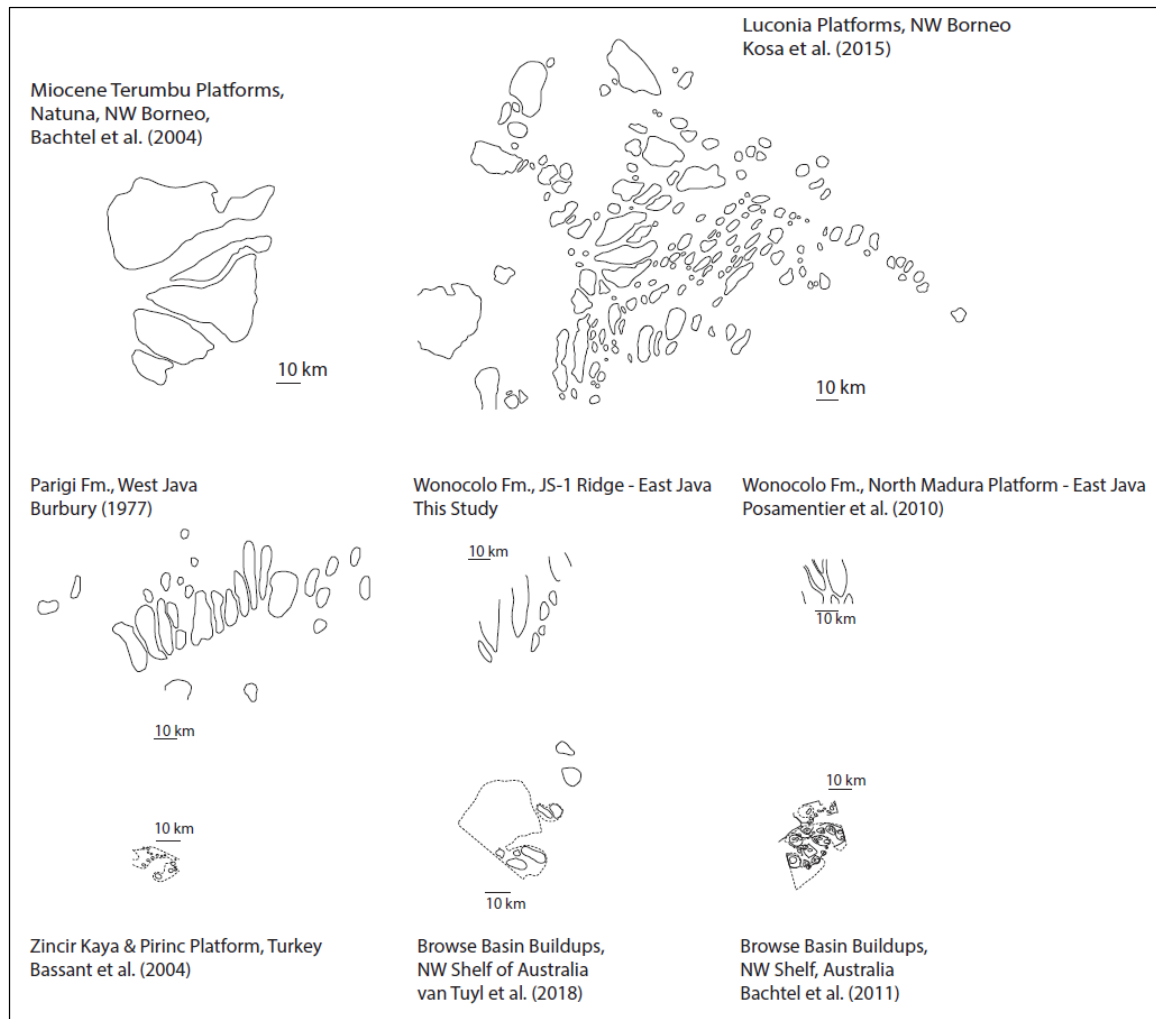 Luconia Platforms, NW Borneo
Kosa et al. (2015)
Miocene Terumbu Platforms,
Natuna, NW Borneo,
Bachtel et al. (2004)
10 km
10 km
Parigi Fm., West Java
Burbury (1977)
10 km
Wonocolo Fm., JS-1 Ridge - East Java
This Study
10 km
Wonocolo Fm., North Madura Platform - East Java
Posamentier et al. (2010)
10 km
10 km
Zincir Kaya & Pirinc Platform, Turkey
Bassant et al. (2004)
10 km
Browse Basin Buildups,
NW Shelf of Australia
van Tuyl et al. (2018)
10 km
Browse Basin Buildups,
NW Shelf, Australia
Bachtel et al. (2011)